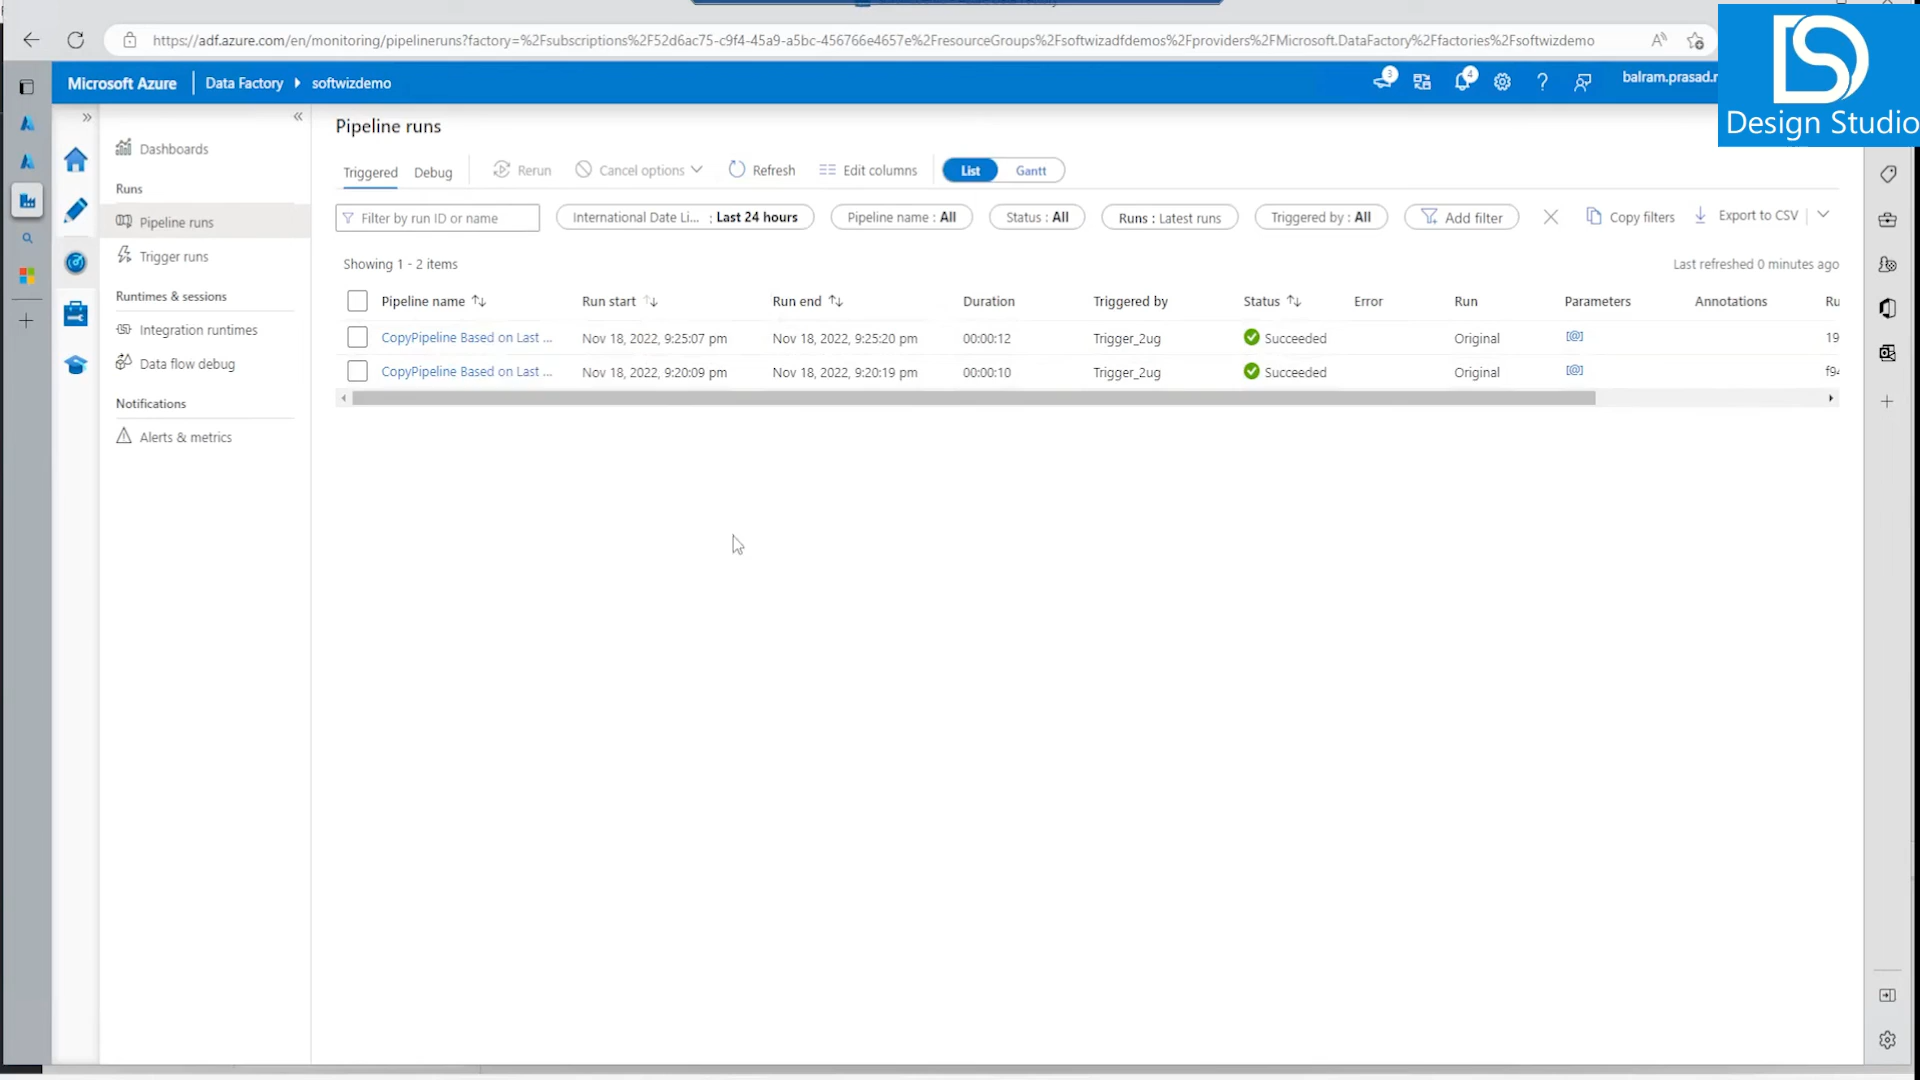 https://adf.azure.com/en/monitoring/pipelineruns?factory=%2Fsubscriptions%2F52d6ac75-c9f4-45a9-a5bc-456766e4657e%2FresourceGroups%2Fsoftwizadfdemos%2Fproviders%2FMicrosoft.DataFactory%2Ffactories%2Fsoftwizdemo
Design Studio
Microsoft Azure Data Factory softwizdemo 3 4 ? balram.prasad.
Pipeline runs
Dashboards
Runs
Pipeline runs
Trigger runs
Runtimes & sessions
Integration runtimes
Data flow debug
Notifications
Alerts & metrics
Triggered Debug Rerun Cancel options Refresh Edit columns List Gantt
Filter by run ID or name International Date Li... : Last 24 hours Pipeline name : All Status : All Runs : Latest runs Triggered by : All Add filter Copy filters Export to CSV
Showing 1 - 2 items Last refreshed 0 minutes ago
Pipeline name Run start Run end Duration Triggered by Status Error Run Parameters Annotations Ru
CopyPipeline Based on Last ... Nov 18, 2022, 9:25:07 pm Nov 18, 2022, 9:25:20 pm 00:00:12 Trigger_2ug Succeeded Original [@] 19
CopyPipeline Based on Last ... Nov 18, 2022, 9:20:09 pm Nov 18, 2022, 9:20:19 pm 00:00:10 Trigger_2ug Succeeded Original [@] f94